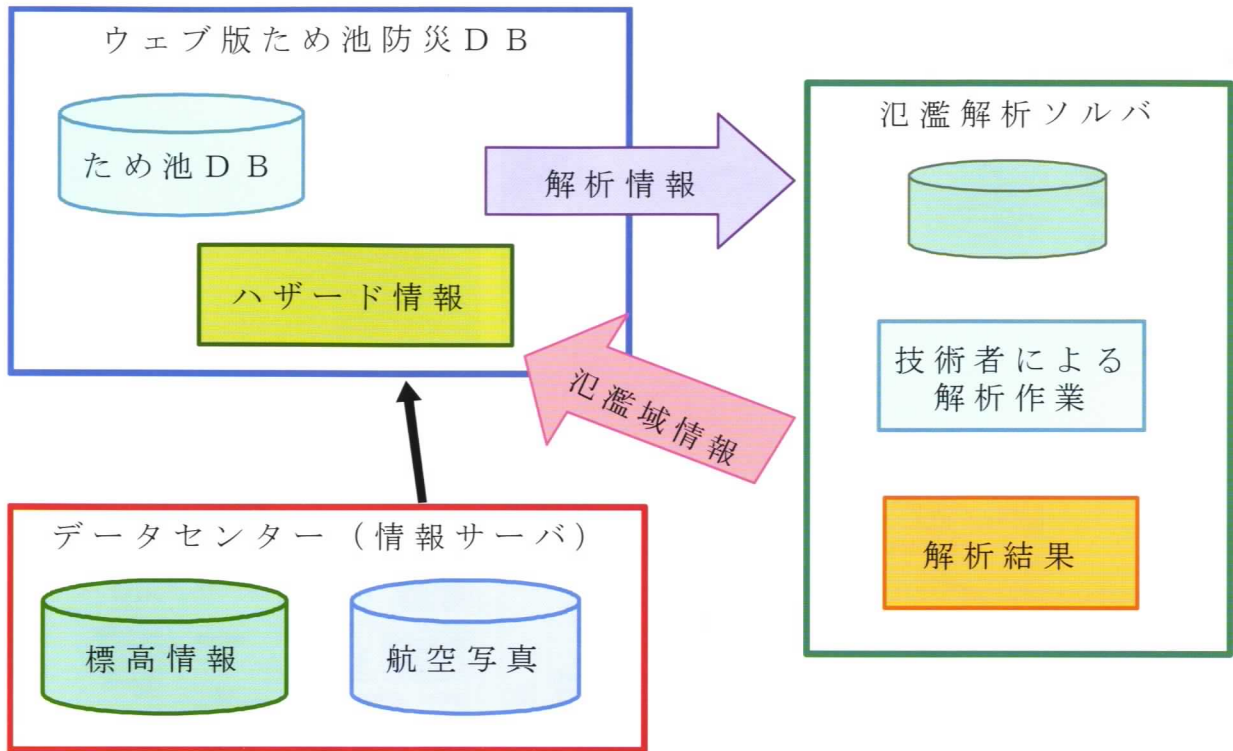 ウェブ版ため池防災ＤＢ
ため池ＤＢ
解析情報
ハザード情報
氾濫域情報
氾濫解析ソルバ
技術者による
解析作業
解析結果
データセンター（情報サーバ）
標高情報
航空写真